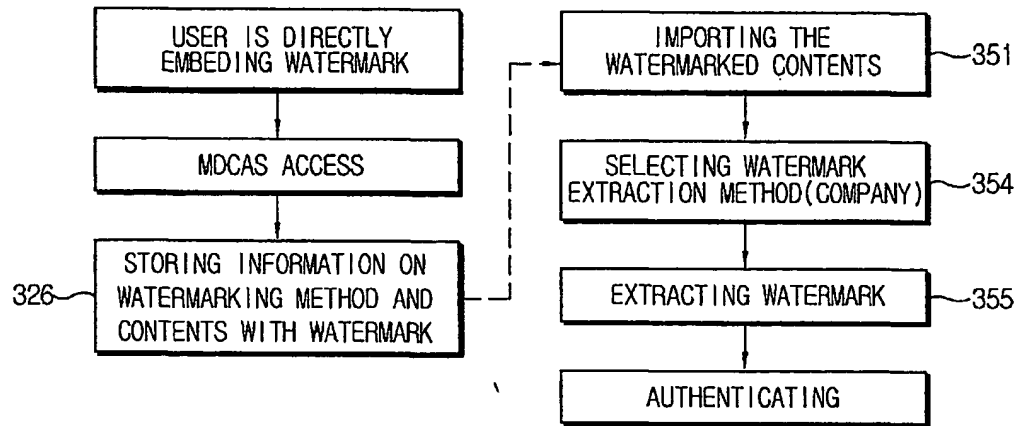 USER IS DIRECTLY
EMBEDING WATERMARK
MDCAS ACCESS
326
STORING INFORMATION ON
WATERMARKING METHOD AND
CONTENTS WITH WATERMARK
IMPORTING THE
WATERMARKED CONTENTS
351
SELECTING WATERMARK
EXTRACTION METHOD(COMPANY)
354
EXTRACTING WATERMARK
355
AUTHENTICATING